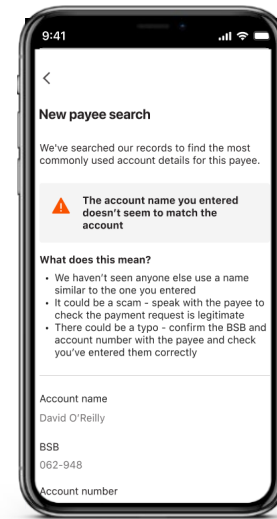 9:41
New payee search
We've searched our records to find the most
commonly used account details for this payee.
The account name you entered
doesn't seem to match the
account
What does this mean?
• We haven't seen anyone else use a name
similar to the one you entered
• It could be a scam - speak with the payee to
check the payment request is legitimate
• There could be a typo - confirm the BSB and
account number with the payee and check
you've entered them correctly
Account name
David O'Reilly
BSB
062-948
Account number